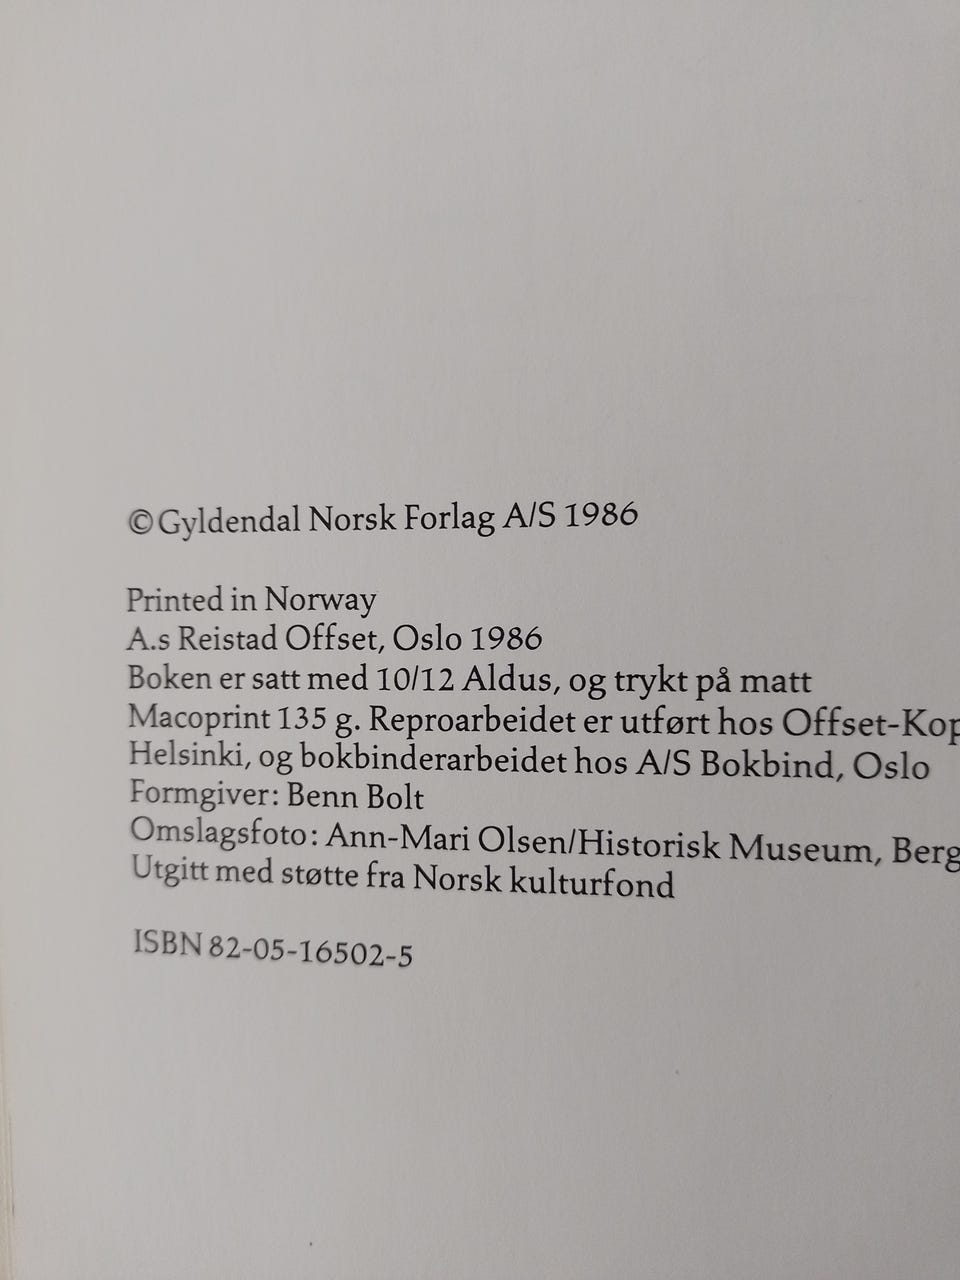 © Gyldendal Norsk Forlag A/S 1986
Printed in Norway
A.s Reistad Offset, Oslo 1986
Boken er satt med 10/12 Aldus, og trykt på matt
Macoprint 135 g. Reproarbeidet er utført hos Offset-Kop
Helsinki, og bokbinderarbeidet hos A/S Bokbind, Oslo
Formgiver: Benn Bolt
Omslagsfoto: Ann-Mari Olsen/Historisk Museum, Berg
Utgitt med støtte fra Norsk kulturfond
ISBN 82-05-16502-5